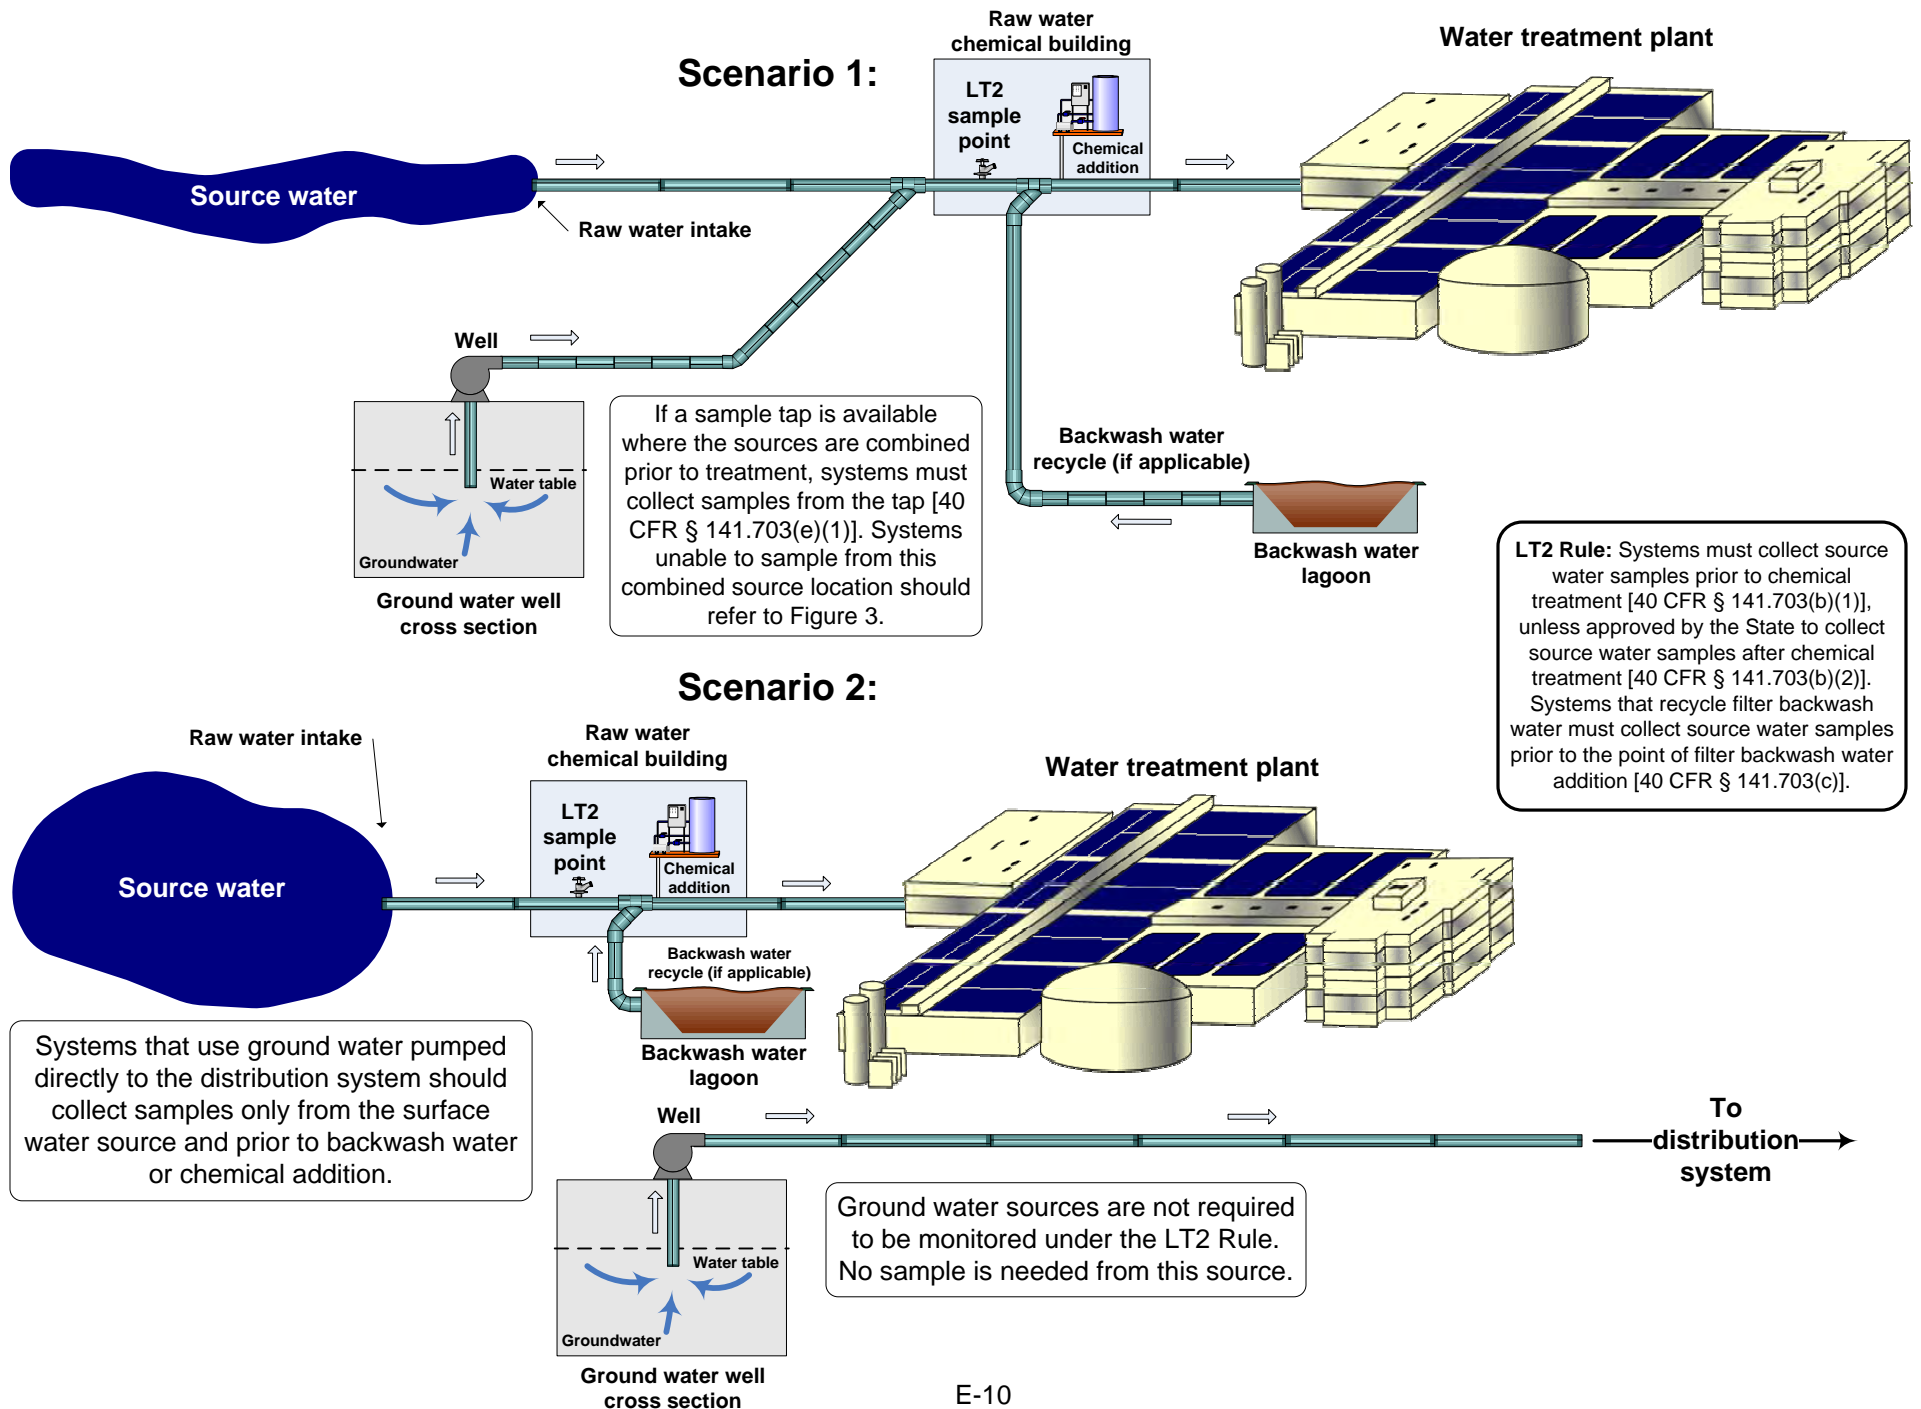 Raw water
chemical building
Water treatment plant
Scenario 1:
LT2
sample
point
Chemical
addition
Source water
Raw water intake
Well
Water table
Groundwater
Ground water well
cross section
If a sample tap is available
where the sources are combined
prior to treatment, systems must
collect samples from the tap [40
CFR § 141.703(e)(1)]. Systems
unable to sample from this
combined source location should
refer to Figure 3.
Backwash water
recycle (if applicable)
Backwash water
lagoon
LT2 Rule: Systems must collect source
water samples prior to chemical
treatment [40 CFR § 141.703(b)(1)],
unless approved by the State to collect
source water samples after chemical
treatment [40 CFR § 141.703(b)(2)].
Systems that recycle filter backwash
water must collect source water samples
prior to the point of filter backwash water
addition [40 CFR § 141.703(c)].
Scenario 2:
Raw water intake
Raw water
chemical building
Water treatment plant
LT2
sample
point
Chemical
addition
Source water
Backwash water
recycle (if applicable)
Backwash water
lagoon
Systems that use ground water pumped
directly to the distribution system should
collect samples only from the surface
water source and prior to backwash water
or chemical addition.
Well
To
distribution
system
Water table
Groundwater
Ground water well
cross section
Ground water sources are not required
to be monitored under the LT2 Rule.
No sample is needed from this source.
E-10